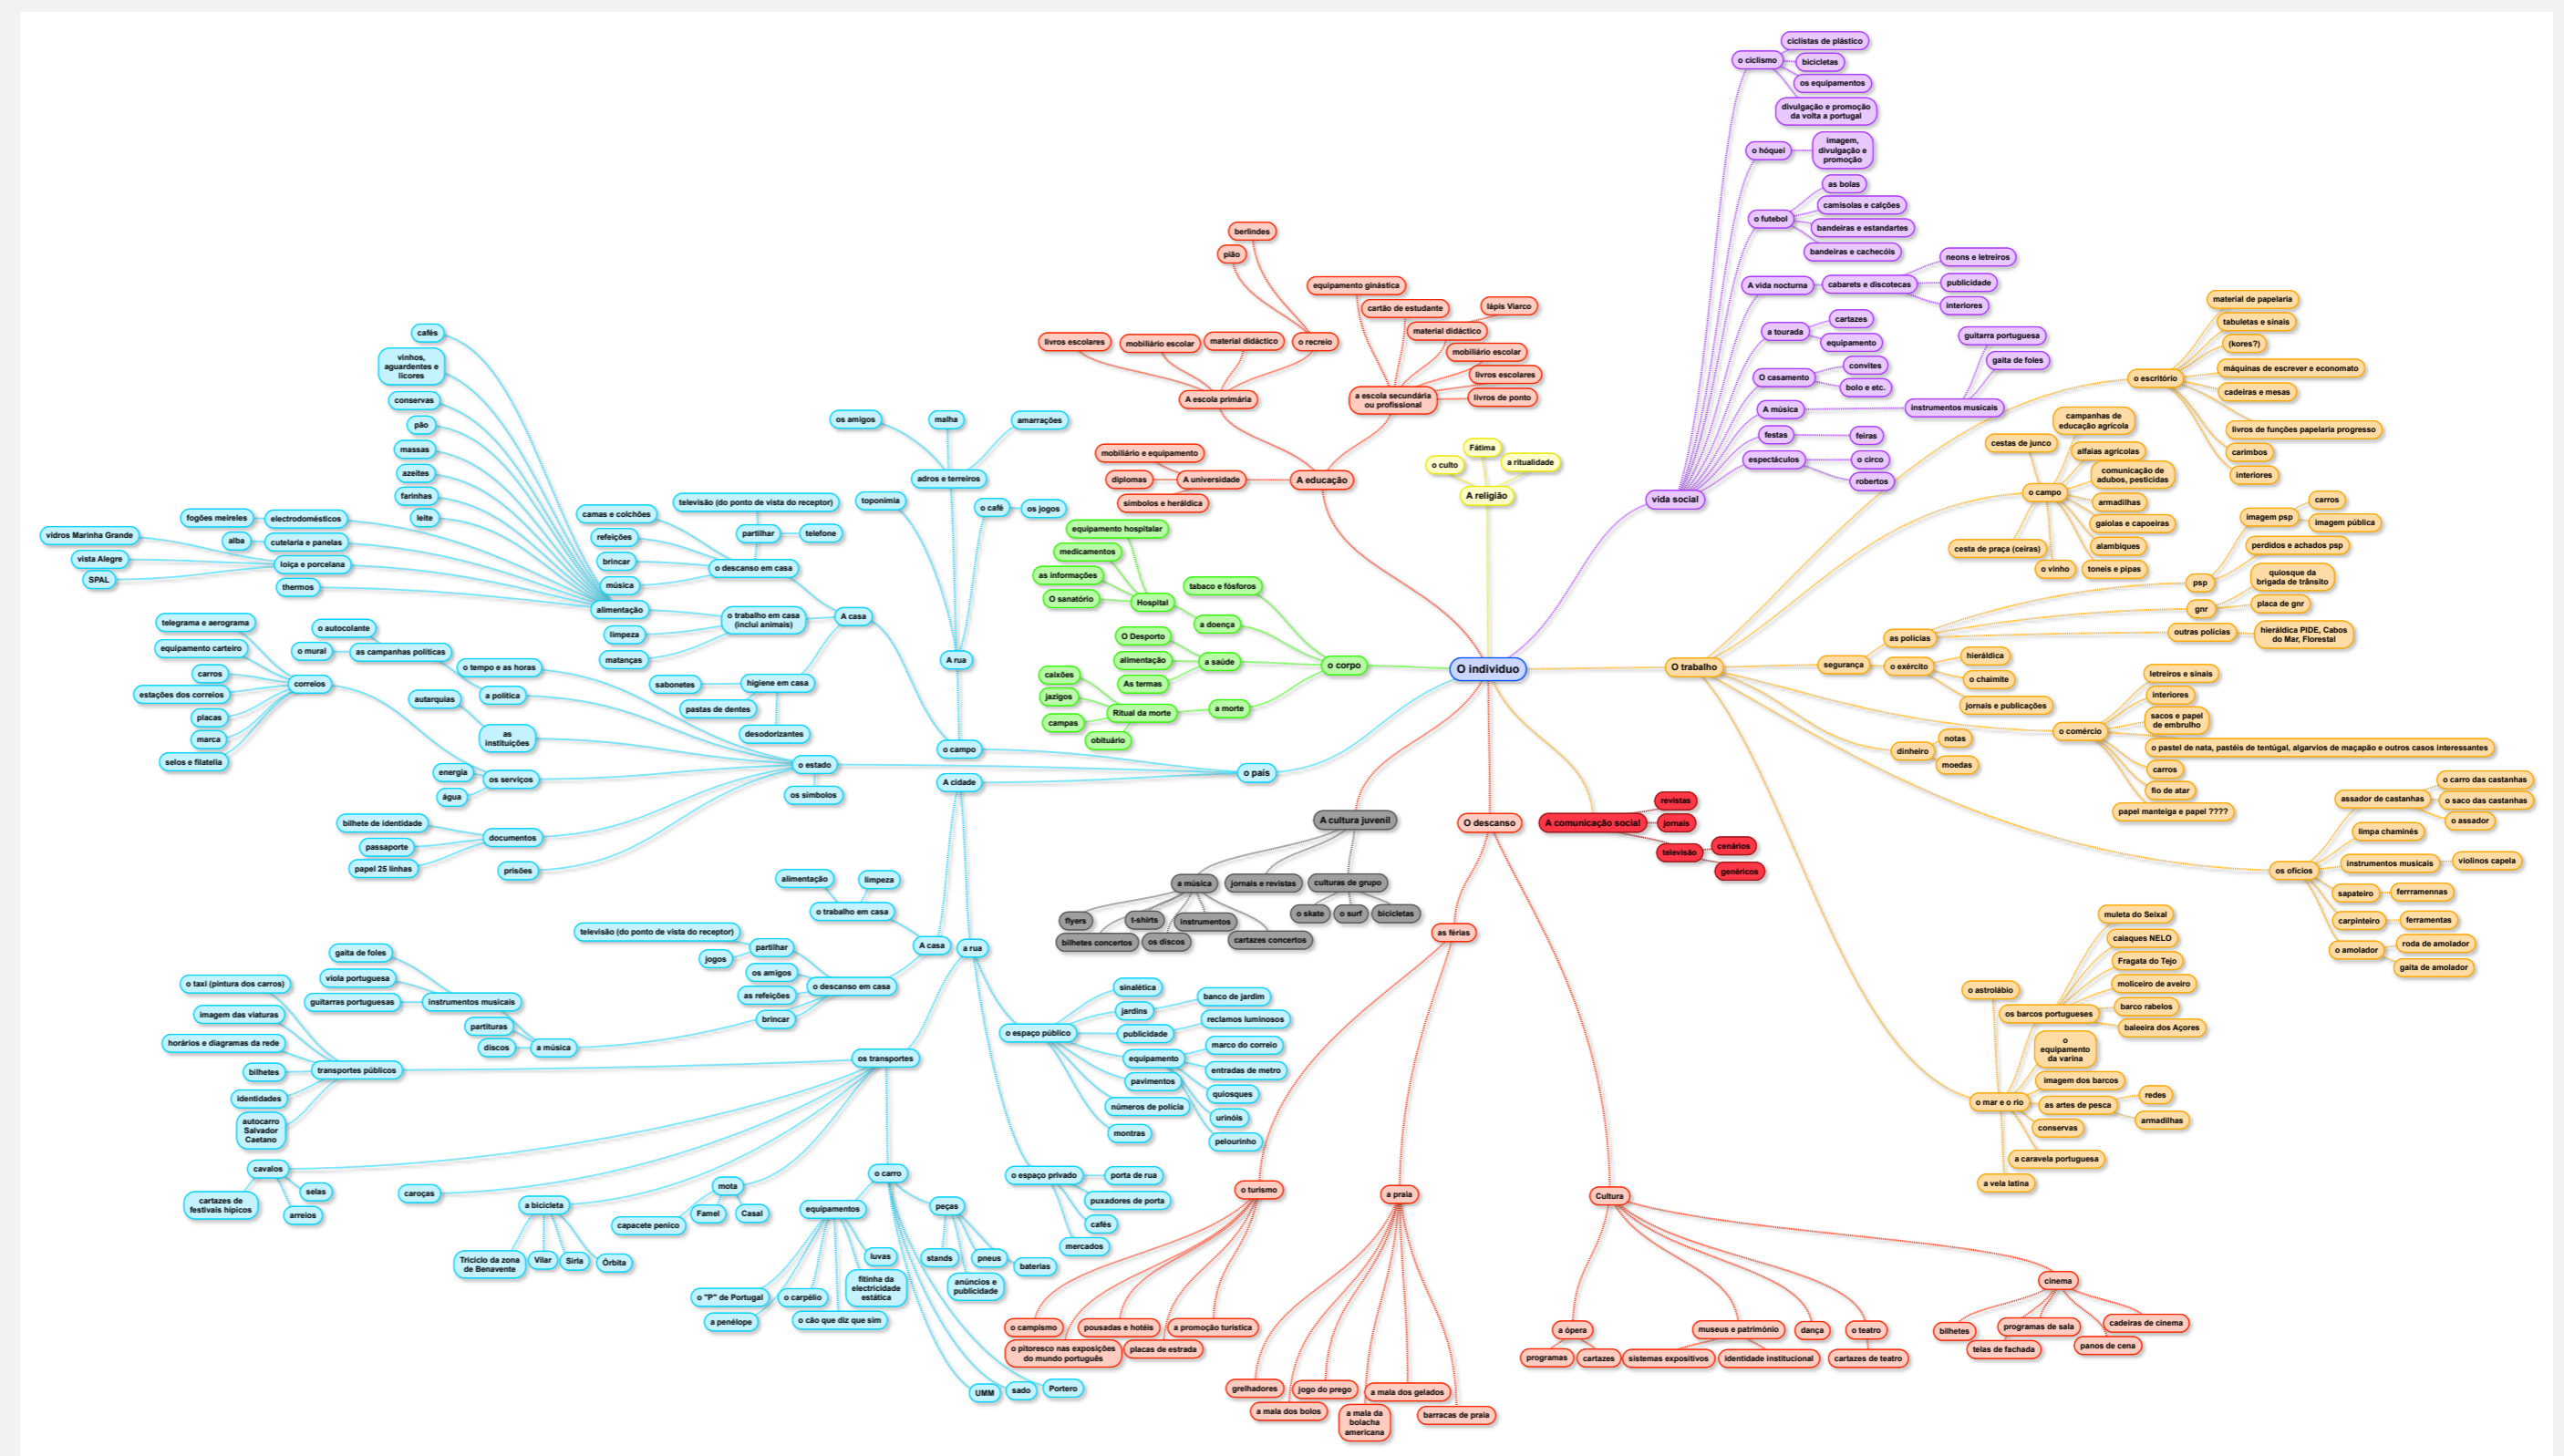 ciclistas de plástico
o ciclismo
bicicletas
os equipamentos
divulgação e promoção
da volta a portugal
o hóquei
imagem,
divulgação e
promoção
as bolas
o futebol
camisolas e calções
bandeiras e estandartes
bandeiras e cachecóis
A vida nocturna
cabarets e discotecas
neons e letreiros
publicidade
interiores
a tourada
cartazes
equipamento
O casamento
convites
bolo e etc.
A música
instrumentos musicais
guitarra portuguesa
gaita de foles
festas
feiras
espectáculos
o circo
robertos
vida social
berlindes
pião
o recreio
livros escolares
mobiliário escolar
material didáctico
A escola primária
equipamento ginástica
cartão de estudante
lápis Viarco
material didáctico
mobiliário escolar
livros escolares
livros de ponto
a escola secundária
ou profissional
mobiliário e equipamento
diplomas
A universidade
símbolos e heráldica
A educação
Fátima
o culto
a ritualidade
A religião
material de papelaria
tabuletas e sinais
(kores?)
máquinas de escrever e economato
o escritório
cadeiras e mesas
livros de funções papelaria progresso
carimbos
interiores
campanhas de
educação agrícola
cestas de junco
alfaias agrícolas
comunicação de
adubos, pesticidas
o campo
armadilhas
gaiolas e capoeiras
alambiques
cesta de praça (ceiras)
o vinho
toneis e pipas
carros
imagem psp
imagem pública
perdidos e achados psp
psp
quiosque da
brigada de trânsito
gnr
placa de gnr
as polícias
outras polícias
hieráldica PIDE, Cabos
do Mar, Florestal
segurança
o exército
hieráldica
o chaimite
jornais e publicações
O trabalho
dinheiro
notas
moedas
o comércio
letreiros e sinais
interiores
sacos e papel
de embrulho
o pastel de nata, pastéis de tentúgal, algarvios de maçapão e outros casos interessantes
carros
fio de atar
papel manteiga e papel ????
os ofícios
assador de castanhas
o carro das castanhas
o saco das castanhas
o assador
limpa chaminés
instrumentos musicais
violinos capela
sapateiro
ferrramennas
carpinteiro
ferramentas
o amolador
roda de amolador
gaita de amolador
muleta do Seixal
caiaques NELO
Fragata do Tejo
moliceiro de aveiro
barco rabelos
baleeira dos Açores
os barcos portugueses
o astrolábio
o
equipamento
da varina
imagem dos barcos
o mar e o rio
as artes de pesca
redes
armadilhas
conservas
a caravela portuguesa
a vela latina
O individuo
o corpo
tabaco e fósforos
equipamento hospitalar
medicamentos
as informações
O sanatório
Hospital
a doença
O Desporto
alimentação
As termas
a saúde
caixões
jazigos
campas
obituário
Ritual da morte
a morte
o país
cafés
vinhos,
aguardentes e
licores
conservas
pão
massas
azeites
farinhas
leite
fogões meireles
electrodomésticos
vidros Marinha Grande
alba
cutelaria e panelas
vista Alegre
loiça e porcelana
SPAL
thermos
alimentação
os amigos
malha
amarrações
adros e terreiros
toponímia
o café
os jogos
A rua
televisão (do ponto de vista do receptor)
camas e colchões
partilhar
telefone
refeições
brincar
música
o descanso em casa
o trabalho em casa
(inclui animais)
limpeza
matanças
A casa
sabonetes
higiene em casa
pastas de dentes
desodorizantes
o campo
telegrama e aerograma
equipamento carteiro
carros
estações dos correios
placas
marca
selos e filatelia
correios
o autocolante
o mural
as campanhas políticas
o tempo e as horas
a política
autarquias
as
instituições
energia
os serviços
água
o estado
os símbolos
bilhete de identidade
passaporte
papel 25 linhas
documentos
prisões
A cidade
alimentação
limpeza
o trabalho em casa
A casa
televisão (do ponto de vista do receptor)
partilhar
jogos
os amigos
as refeições
o descanso em casa
brincar
gaita de foles
viola portuguesa
guitarras portuguesas
instrumentos musicais
partituras
discos
a música
a rua
o taxi (pintura dos carros)
imagem das viaturas
horários e diagramas da rede
bilhetes
identidades
autocarro
Salvador
Caetano
transportes públicos
os transportes
cavalos
cartazes de
festivais hípicos
selas
arreios
caroças
a bicicleta
Triciclo da zona
de Benavente
Vilar
Sirla
Órbita
mota
capacete penico
Famel
Casal
o carro
equipamentos
o "P" de Portugal
a penélope
o carpélio
o cão que diz que sim
fitinha da
electricidade
estática
luvas
peças
stands
anúncios e
publicidade
pneus
baterias
UMM
sado
Portero
o espaço público
sinalética
jardins
banco de jardim
publicidade
reclamos luminosos
equipamento
marco do correio
entradas de metro
quiosques
urinóis
pelourinho
pavimentos
números de polícia
montras
o espaço privado
porta de rua
puxadores de porta
cafés
mercados
A cultura juvenil
a música
flyers
bilhetes concertos
t-shirts
os discos
instrumentos
cartazes concertos
jornais e revistas
culturas de grupo
o skate
o surf
bicicletas
O descanso
A comunicação social
revistas
jornais
televisão
cenários
genéricos
as férias
o turismo
o campismo
o pitoresco nas exposições
do mundo português
pousadas e hotéis
placas de estrada
a promoção turística
a praia
grelhadores
a mala dos bolos
jogo do prego
a mala da
bolacha
americana
a mala dos gelados
barracas de praia
Cultura
a ópera
programas
cartazes
museus e património
sistemas expositivos
identidade institucional
dança
o teatro
cartazes de teatro
cinema
bilhetes
telas de fachada
programas de sala
panos de cena
cadeiras de cinema